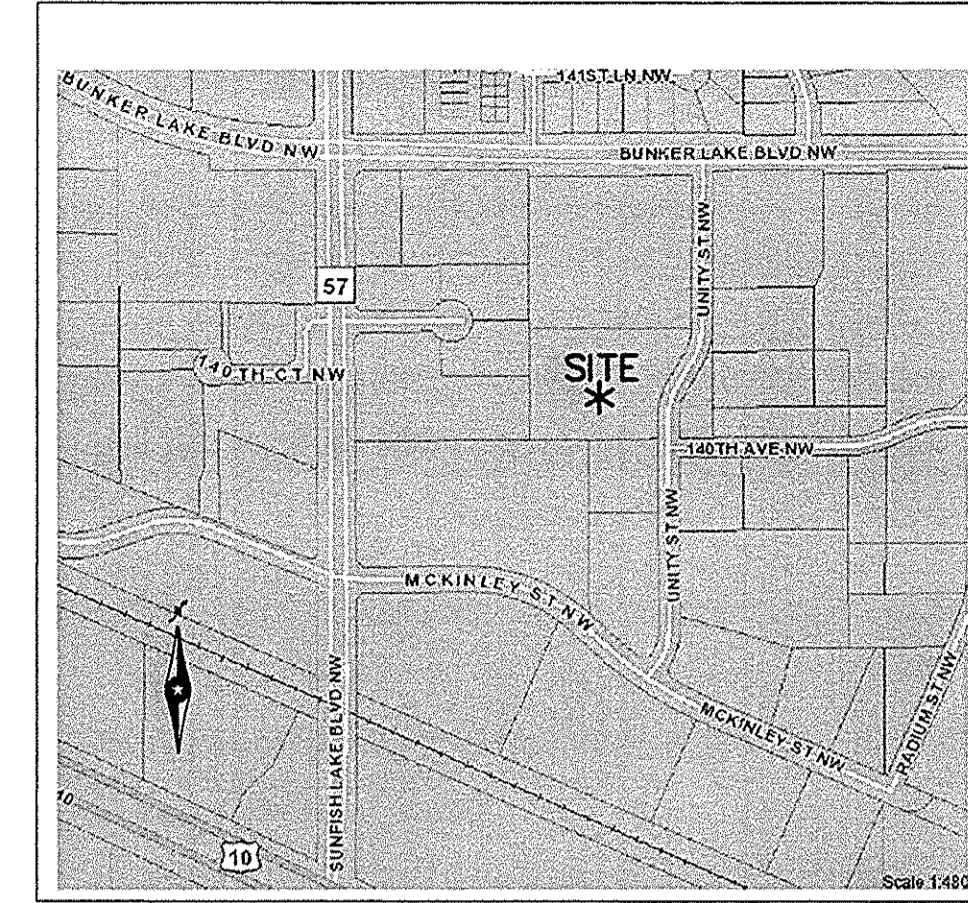 141ST LN NW
BUNKER LAKE BLVD NW
BUNKER LAKE BLVD NW
UNITY ST NW
57
140TH CT NW
SITE
*
140TH AVE NW
UNITY ST NW
MCKINLEY ST NW
N
SUNFISH LAKE BLVD NW
MCKINLEY ST NW
RADIUM ST NW
10
10
Scale 1:480